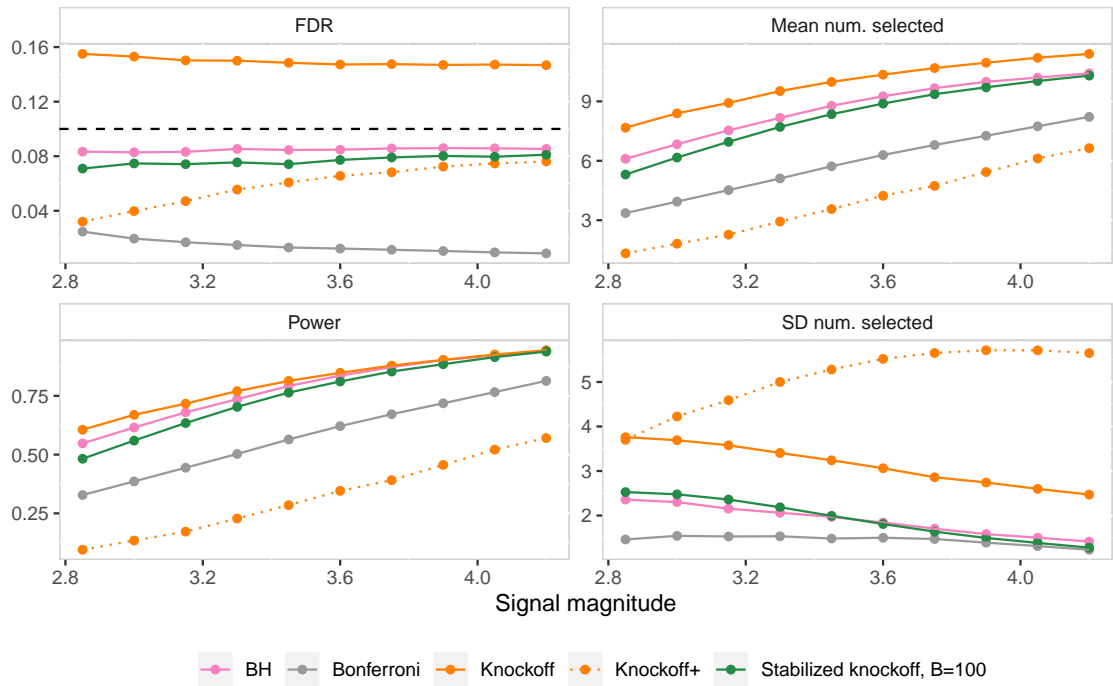 FDR
Mean num. selected
0.16
0.12
0.08
0.04
9
6
3
2.8 3.2 3.6 4.0
2.8 3.2 3.6 4.0
Power
SD num. selected
0.75
0.50
0.25
5
4
3
2
2.8 3.2 3.6 4.0
2.8 3.2 3.6 4.0
Signal magnitude
BH Bonferroni Knockoff Knockoff+ Stabilized knockoff, B=100